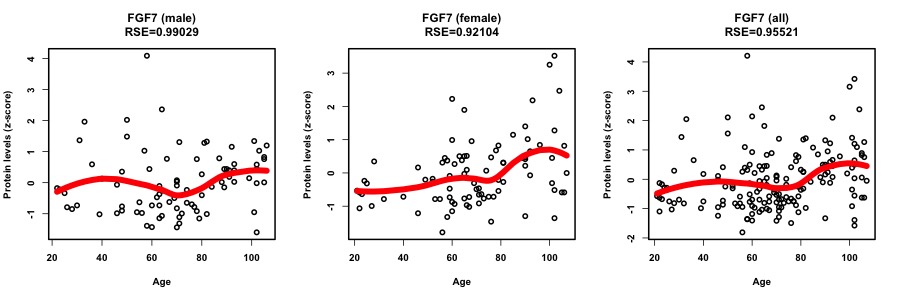 FGF7 (male)
RSE=0.99029
Protein levels (z-score)
4
3
2
1
0
-1
20 40 60 80 100
Age
FGF7 (female)
RSE=0.92104
Protein levels (z-score)
3
2
1
0
-1
20 40 60 80 100
Age
FGF7 (all)
RSE=0.95521
Protein levels (z-score)
4
3
2
1
0
-1
-2
20 40 60 80 100
Age